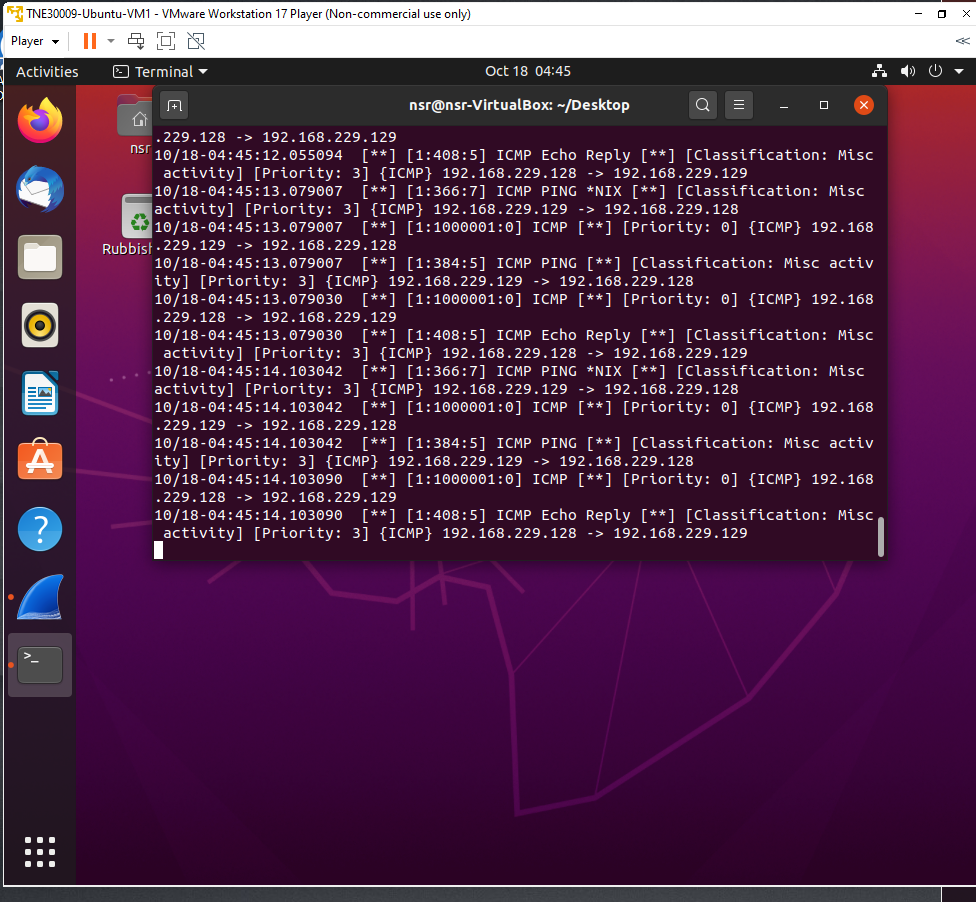 TNE30009-Ubuntu-VM1 - VMware Workstation 17 Player (Non-commercial use only)
Player
Activities Terminal Oct 18 04:45
nsr@nsr-VirtualBox: ~/Desktop
nsr
Rubbish
.229.128 -> 192.168.229.129
10/18-04:45:12.055094  [**] [1:408:5] ICMP Echo Reply [**] [Classification: Misc
 activity] [Priority: 3] {ICMP} 192.168.229.128 -> 192.168.229.129
10/18-04:45:13.079007  [**] [1:366:7] ICMP PING *NIX [**] [Classification: Misc
activity] [Priority: 3] {ICMP} 192.168.229.129 -> 192.168.229.128
10/18-04:45:13.079007  [**] [1:1000001:0] ICMP [**] [Priority: 0] {ICMP} 192.168
.229.129 -> 192.168.229.128
10/18-04:45:13.079007  [**] [1:384:5] ICMP PING [**] [Classification: Misc activ
ity] [Priority: 3] {ICMP} 192.168.229.129 -> 192.168.229.128
10/18-04:45:13.079030  [**] [1:1000001:0] ICMP [**] [Priority: 0] {ICMP} 192.168
.229.128 -> 192.168.229.129
10/18-04:45:13.079030  [**] [1:408:5] ICMP Echo Reply [**] [Classification: Misc
 activity] [Priority: 3] {ICMP} 192.168.229.128 -> 192.168.229.129
10/18-04:45:14.103042  [**] [1:366:7] ICMP PING *NIX [**] [Classification: Misc
activity] [Priority: 3] {ICMP} 192.168.229.129 -> 192.168.229.128
10/18-04:45:14.103042  [**] [1:1000001:0] ICMP [**] [Priority: 0] {ICMP} 192.168
.229.129 -> 192.168.229.128
10/18-04:45:14.103042  [**] [1:384:5] ICMP PING [**] [Classification: Misc activ
ity] [Priority: 3] {ICMP} 192.168.229.129 -> 192.168.229.128
10/18-04:45:14.103090  [**] [1:1000001:0] ICMP [**] [Priority: 0] {ICMP} 192.168
.229.128 -> 192.168.229.129
10/18-04:45:14.103090  [**] [1:408:5] ICMP Echo Reply [**] [Classification: Misc
 activity] [Priority: 3] {ICMP} 192.168.229.128 -> 192.168.229.129